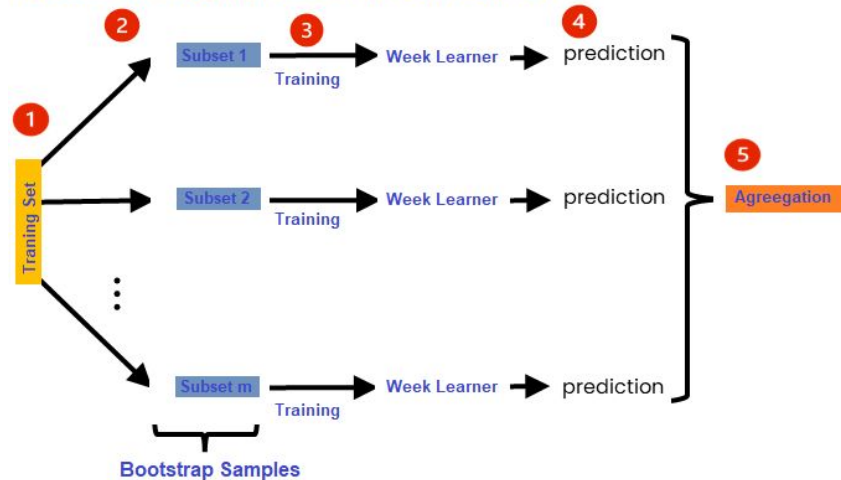 1
2
3
4
5
Traning Set
Subset 1
Training
Week Learner
prediction
Subset 2
Training
Week Learner
prediction
Agreegation
Subset m
Training
Week Learner
prediction
Bootstrap Samples